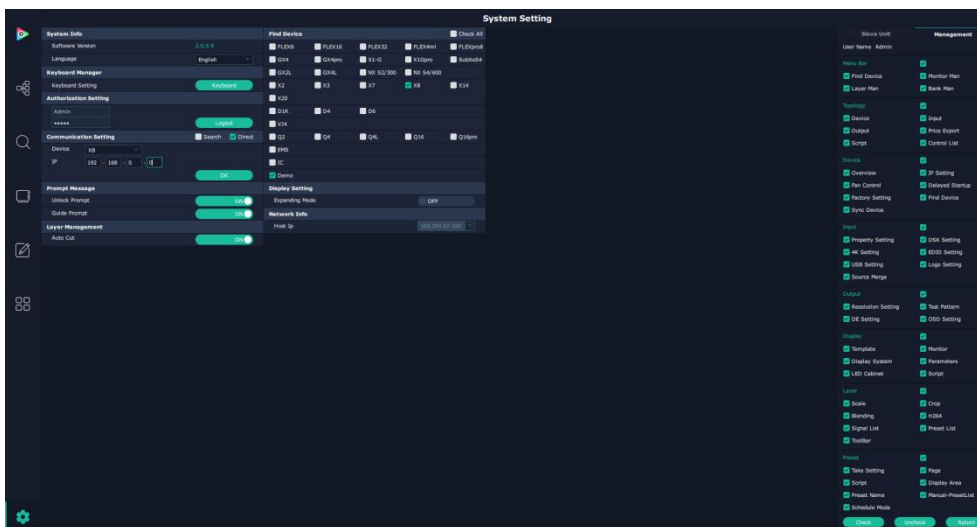 System Setting
System Info
Software Version 2.0.5.9
Language English
Keyboard Manager
Keyboard Setting Keyboard
Authorization Setting
Admin
***** Logout
Communication Setting Search Direct
Device X8
IP 192 . 168 . 0 . 0
OK
Prompt Message
Unlock Prompt ON
Guide Prompt ON
Layer Management
Auto Cut ON
Find Device Check All
FLEX8 FLEX16 FLEX32 FLEX4ml FLEXpro8
GX4 GX4pro X1-G X1Gpro SubitoS4
GX2L GX4L NX S2/300 NX S4/600
X2 X3 X7 X8 X14
X20
D1K D4 D6
V34
Q2 Q4 Q4L Q16 Q16pro
EMS
IC
Demo
Display Setting
Expanding Mode OFF
Network Info
Host Ip
Slave Unit Management
User Name Admin
Menu Bar
Find Device Monitor Man
Layer Man Bank Man
Topology
Device Input
Output Price Export
Script Control List
Device
Overview IP Setting
Fan Control Delayed Startup
Factory Setting Find Device
Sync Device
Input
Property Setting DSK Setting
4K Setting EDID Setting
USB Setting Logo Setting
Source Merge
Output
Resolution Setting Test Pattern
DE Setting OSD Setting
Display
Template Monitor
Display System Parameters
LED Cabinet Script
Layer
Scale Crop
Blending H264
Signal List Preset List
ToolBar
Preset
Take Setting Page
Script Display Area
Preset Name Manual-PresetList
Schedule Mode
Check Uncheck Return